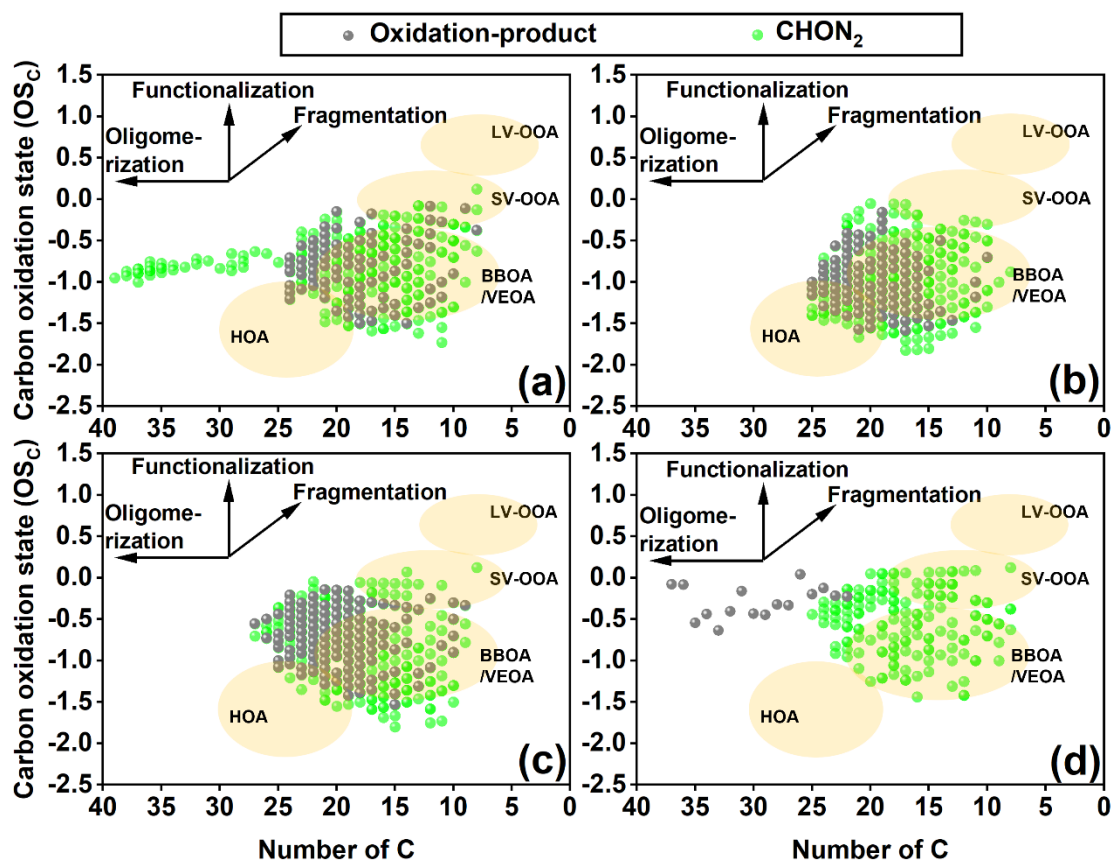 Oxidation-product CHON₂
Carbon oxidation state (OS_C)
1.5
1.0
0.5
0.0
-0.5
-1.0
-1.5
-2.0
-2.5
Functionalization
Fragmentation
Oligome-
rization
LV-OOA
SV-OOA
BBOA
/VEOA
HOA
(a)
40 35 30 25 20 15 10 5 0
1.5
1.0
0.5
0.0
-0.5
-1.0
-1.5
-2.0
-2.5
Functionalization
Fragmentation
Oligome-
rization
LV-OOA
SV-OOA
BBOA
/VEOA
HOA
(b)
40 35 30 25 20 15 10 5 0
Carbon oxidation state (OS_C)
1.5
1.0
0.5
0.0
-0.5
-1.0
-1.5
-2.0
-2.5
Functionalization
Fragmentation
Oligome-
rization
LV-OOA
SV-OOA
BBOA
/VEOA
HOA
(c)
40 35 30 25 20 15 10 5 0
Number of C
1.5
1.0
0.5
0.0
-0.5
-1.0
-1.5
-2.0
-2.5
Functionalization
Fragmentation
Oligome-
rization
LV-OOA
SV-OOA
BBOA
/VEOA
HOA
(d)
40 35 30 25 20 15 10 5 0
Number of C